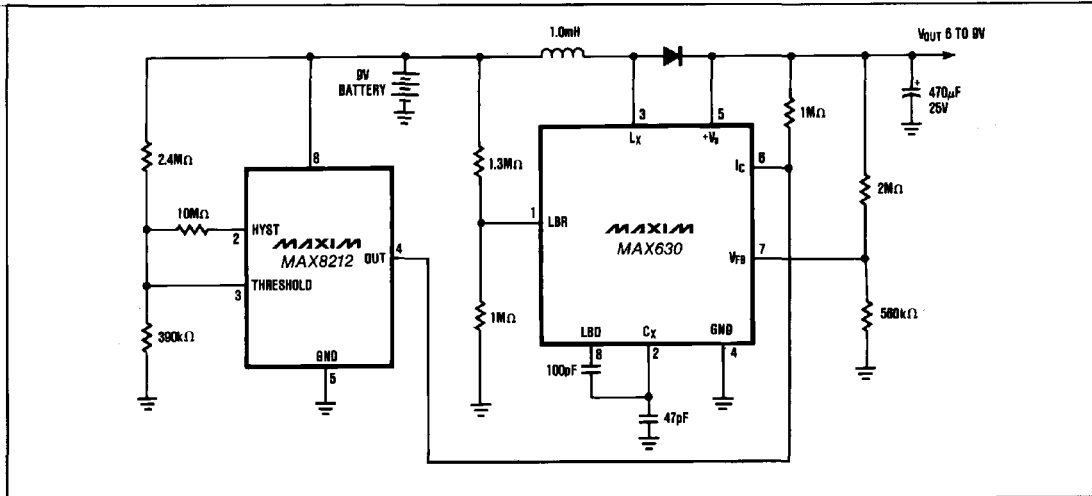 1.0mH
VOUT 6 TO 9V
9V
BATTERY
470µF
25V
+
3
5
1MΩ
LX
+VS
8
2.4MΩ
1.3MΩ
IC
6
10MΩ
2MΩ
1
LBR
HYST
2
MAXIM
MAX8212
OUT
4
MAXIM
MAX630
VFB
7
THRESHOLD
3
1MΩ
560kΩ
390kΩ
LBD
CX
GND
8
2
4
GND
5
100pF
47pF